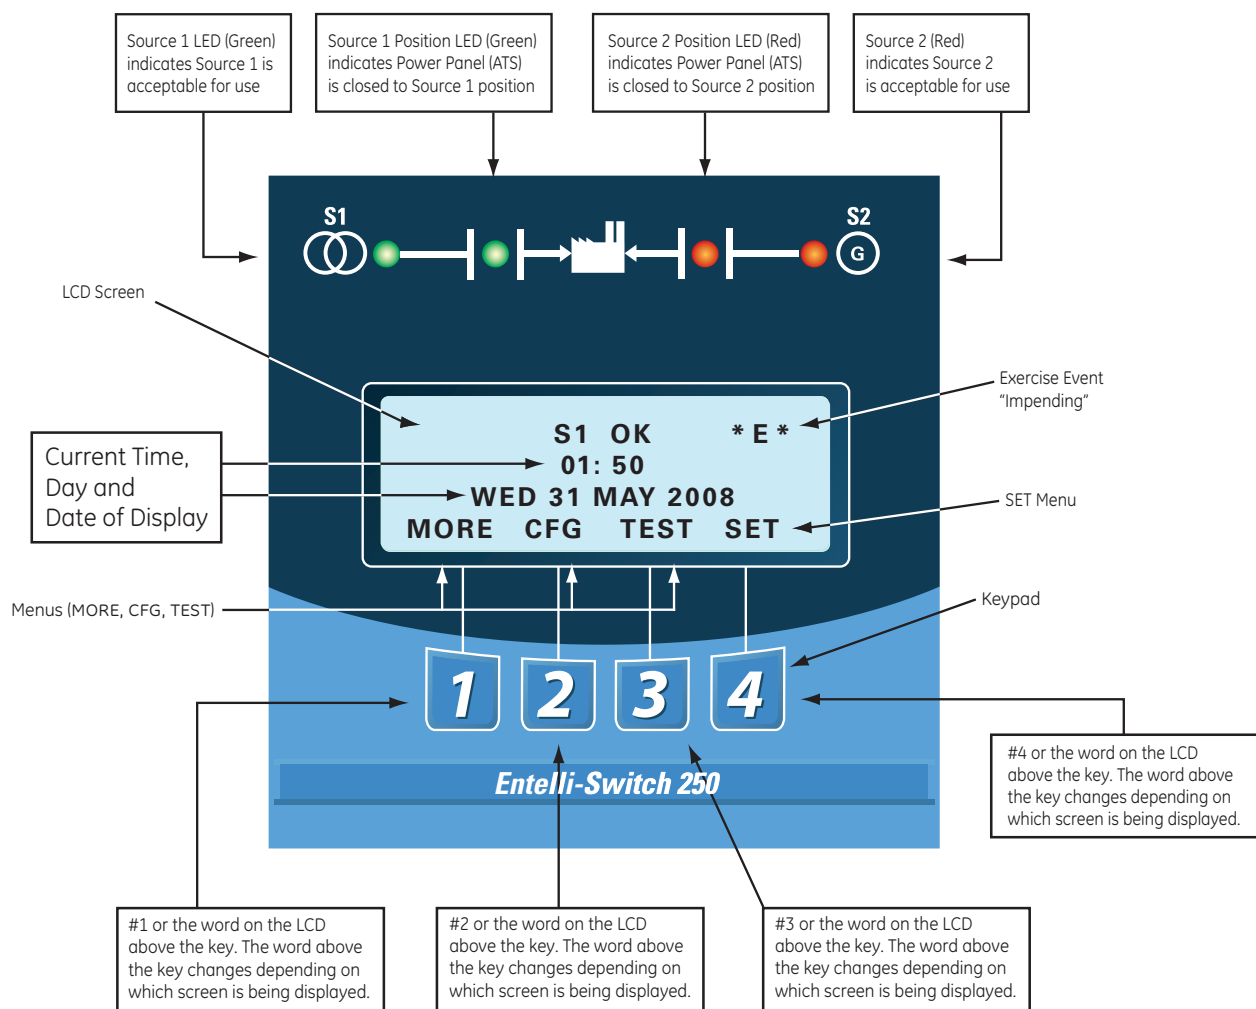 Source 1 LED (Green)
indicates Source 1 is
acceptable for use
Source 1 Position LED (Green)
indicates Power Panel (ATS)
is closed to Source 1 position
Source 2 Position LED (Red)
indicates Power Panel (ATS)
is closed to Source 2 position
Source 2 (Red)
indicates Source 2
is acceptable for use
S1
S2
G
LCD Screen
Exercise Event
“Impending”
S1 OK *E*
01: 50
WED 31 MAY 2008
MORE CFG TEST SET
Current Time,
Day and
Date of Display
SET Menu
Menus (MORE, CFG, TEST)
Keypad
1 2 3 4
Entelli-Switch 250
#4 or the word on the LCD
above the key. The word above
the key changes depending on
which screen is being displayed.
#1 or the word on the LCD
above the key. The word above
the key changes depending on
which screen is being displayed.
#2 or the word on the LCD
above the key. The word above
the key changes depending on
which screen is being displayed.
#3 or the word on the LCD
above the key. The word above
the key changes depending on
which screen is being displayed.